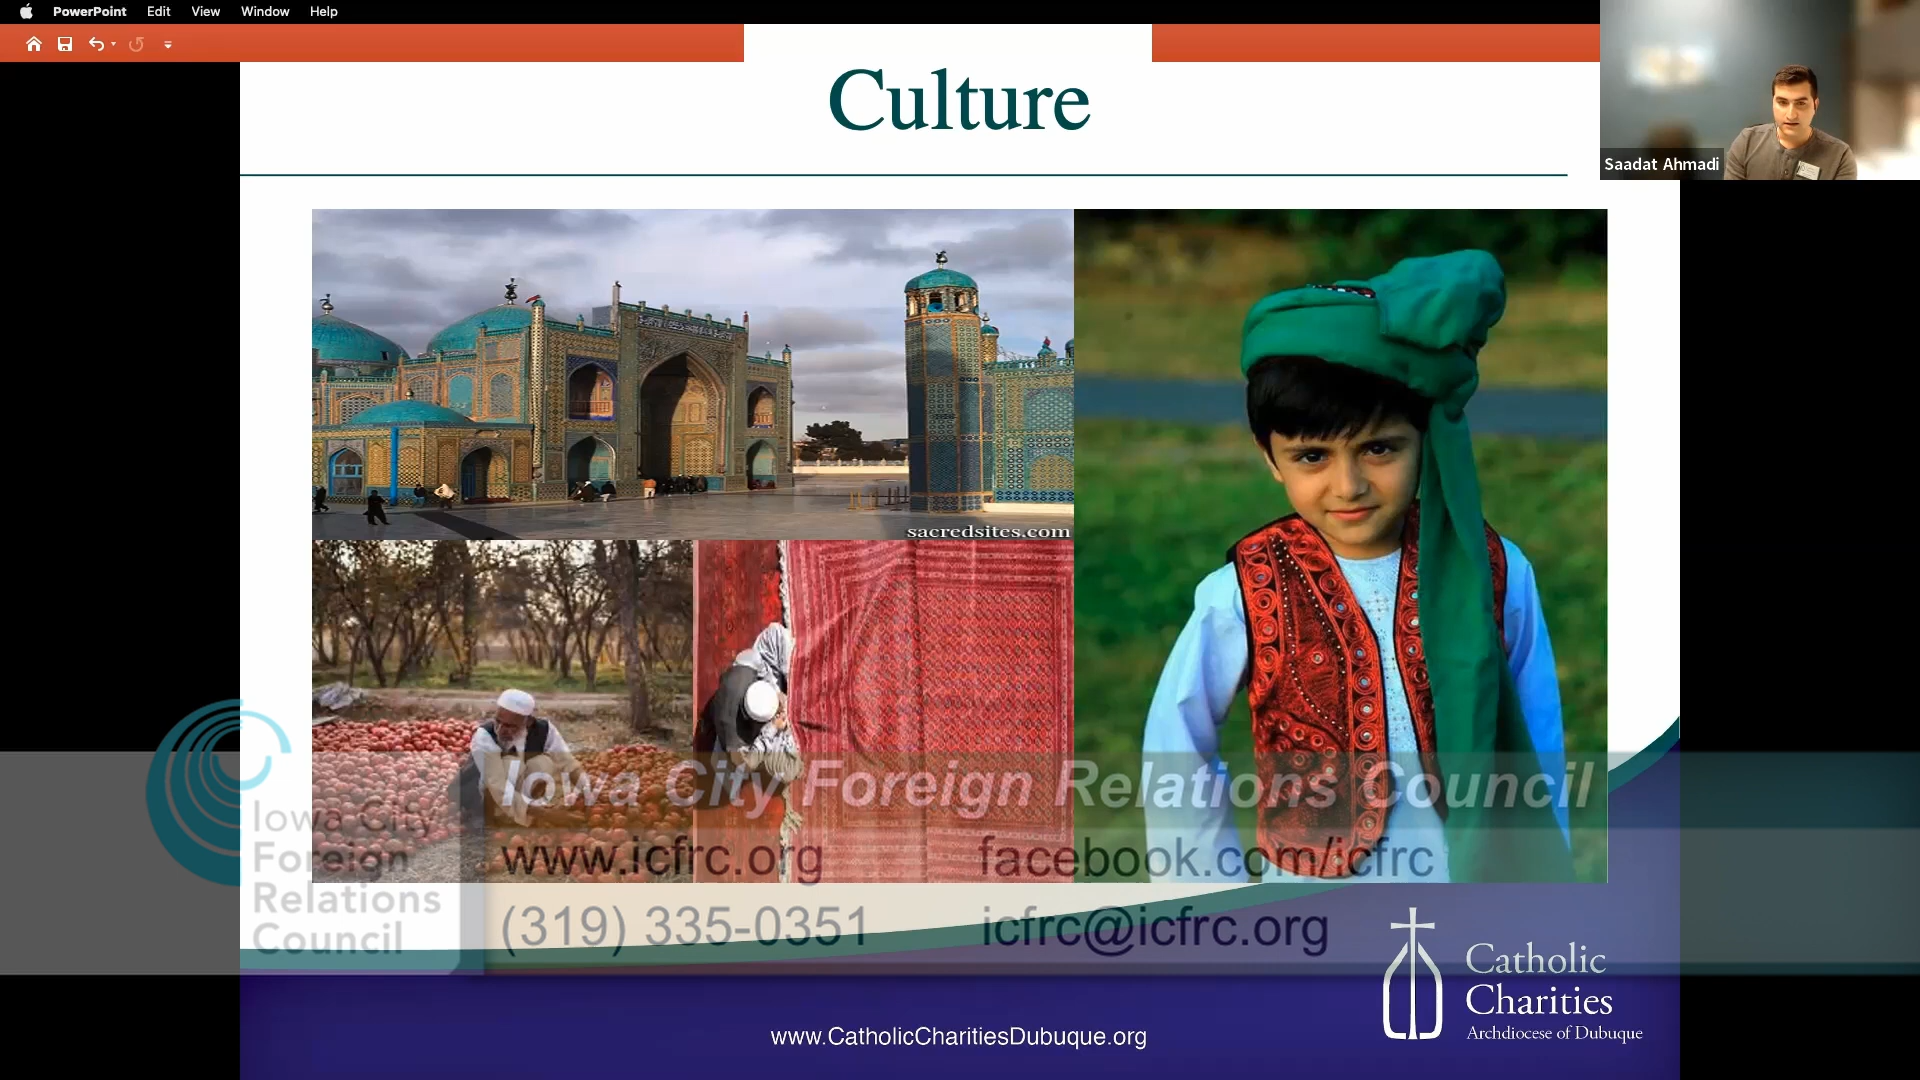 PowerPoint Edit View Window Help
Culture
Saadat Ahmadi
sacredsites.com
Iowa City
Foreign
Relations
Council
Iowa City Foreign Relations Council
www.icfrc.org facebook.com/icfrc
(319) 335-0351 icfrc@icfrc.org
Catholic
Charities
Archdiocese of Dubuque
www.CatholicCharitiesDubuque.org